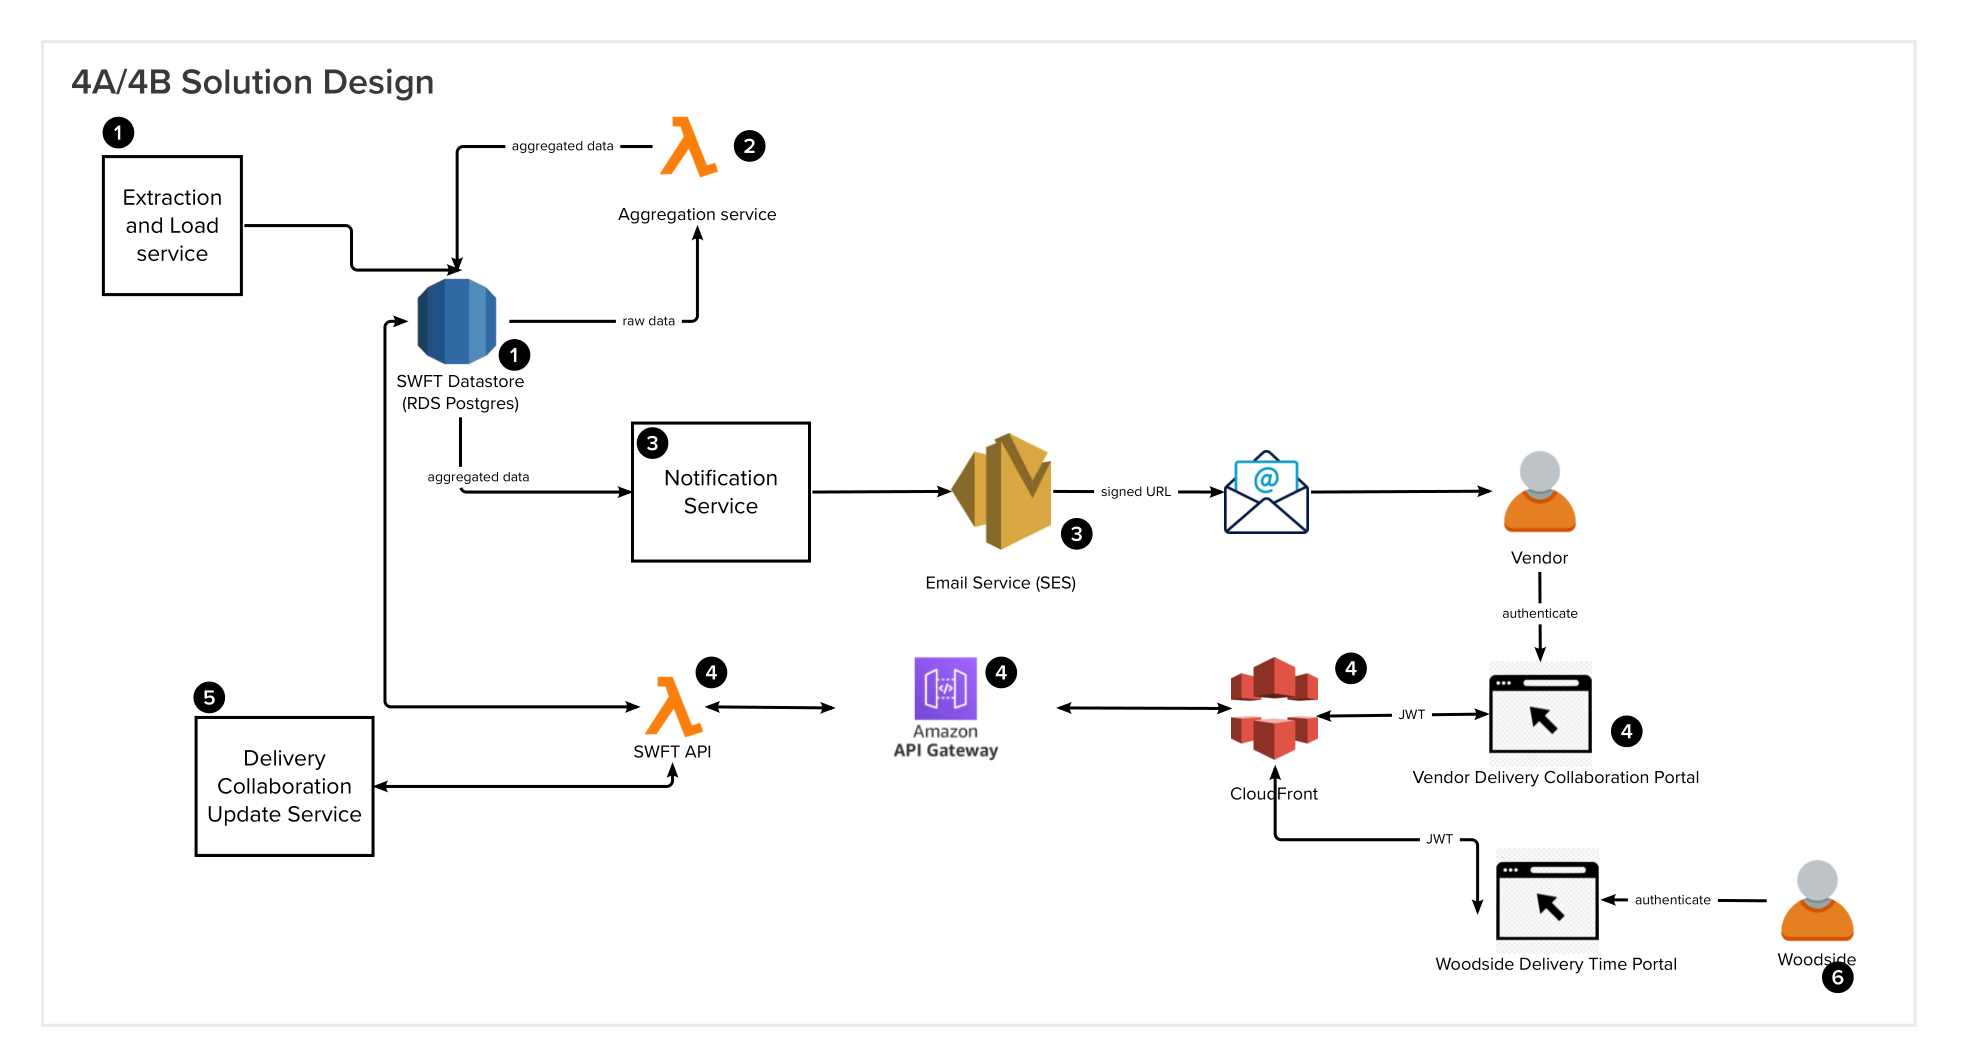 4A/4B Solution Design
1
Extraction
and Load
service
aggregated data
2
Aggregation service
raw data
1
SWFT Datastore
(RDS Postgres)
aggregated data
3
Notification
Service
3
Email Service (SES)
signed URL
@
Vendor
authenticate
4
SWFT API
4
Amazon
API Gateway
4
CloudFront
JWT
4
Vendor Delivery Collaboration Portal
5
Delivery
Collaboration
Update Service
JWT
Woodside Delivery Time Portal
authenticate
Woodside
6